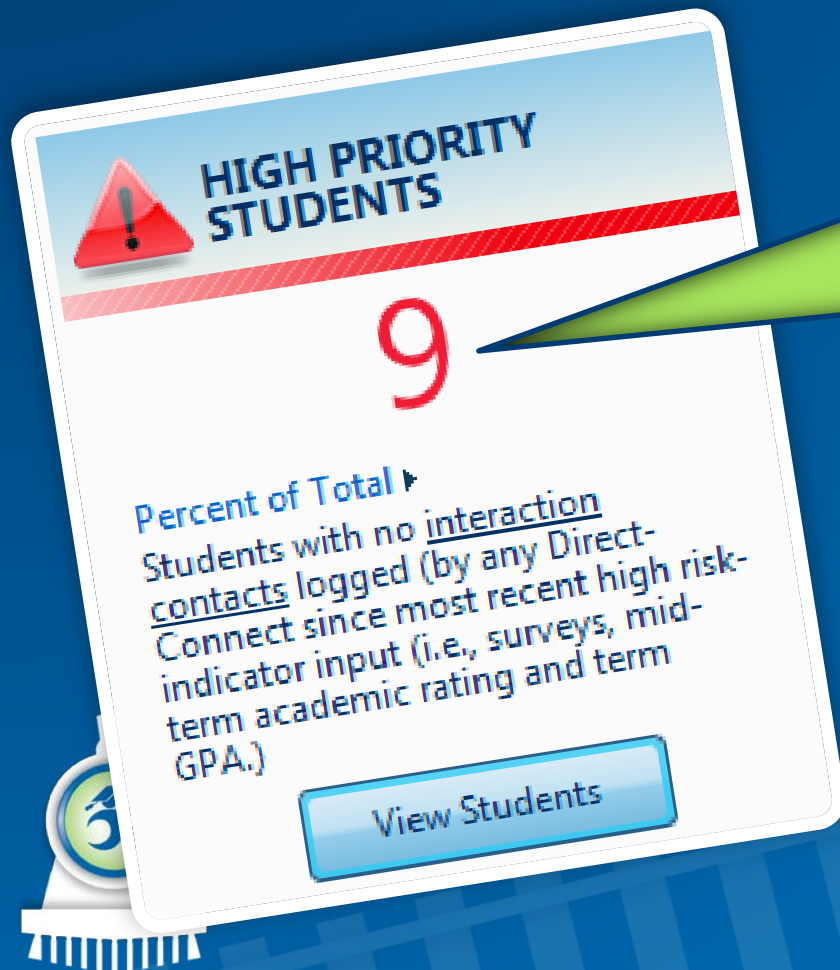 HIGH PRIORITY
STUDENTS
9
Percent of Total
Students with no interaction
contacts logged (by any Direct-
Connect since most recent high risk-
indicator input (i.e., surveys, mid-
term academic rating and term
GPA.)
View Students